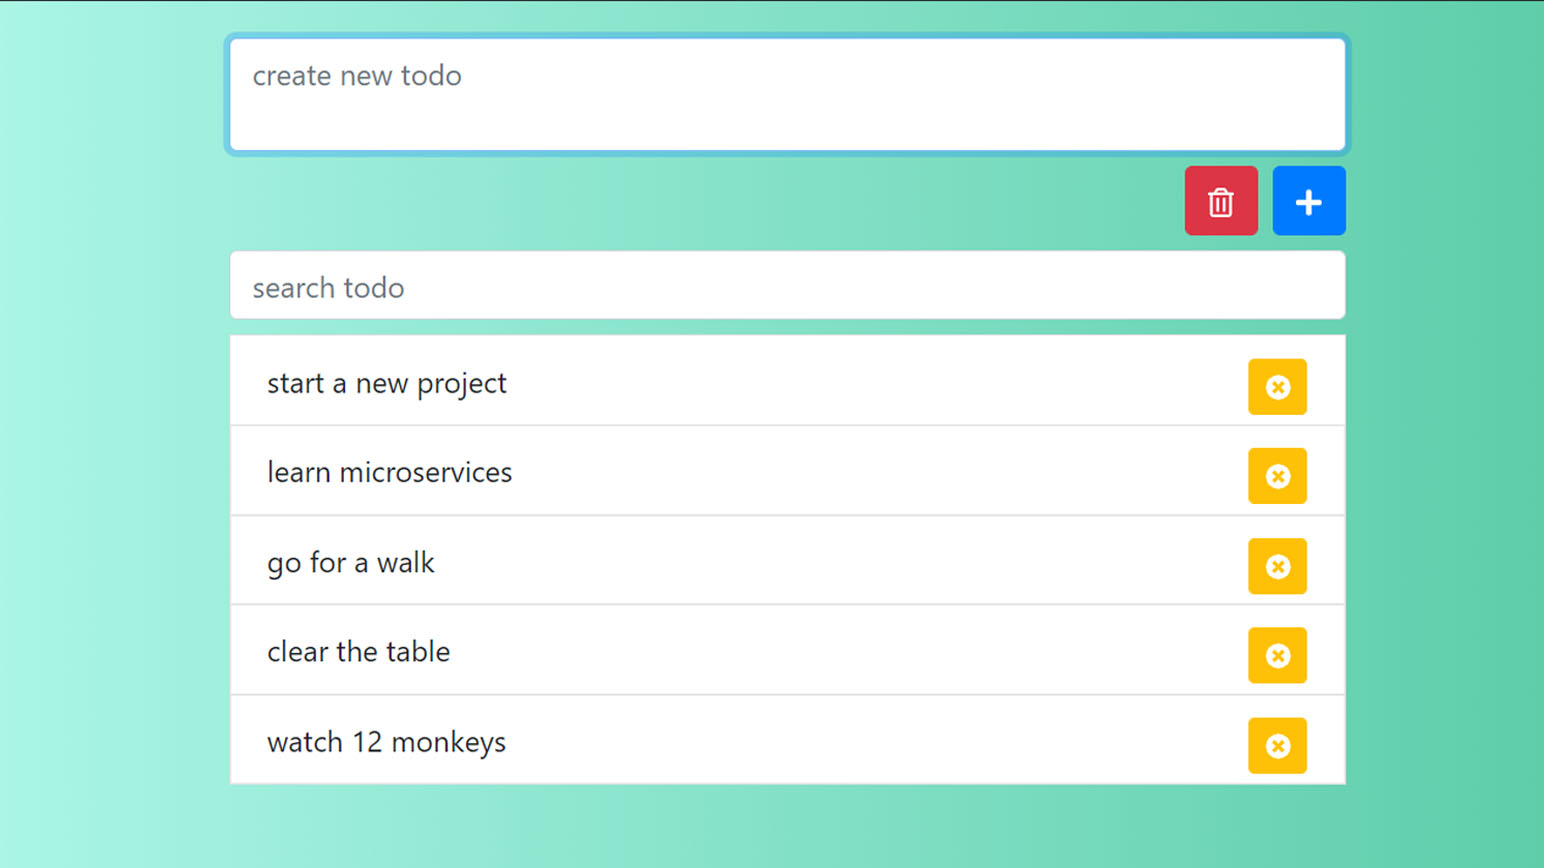 create new todo
search todo
start a new project
learn microservices
go for a walk
clear the table
watch 12 monkeys